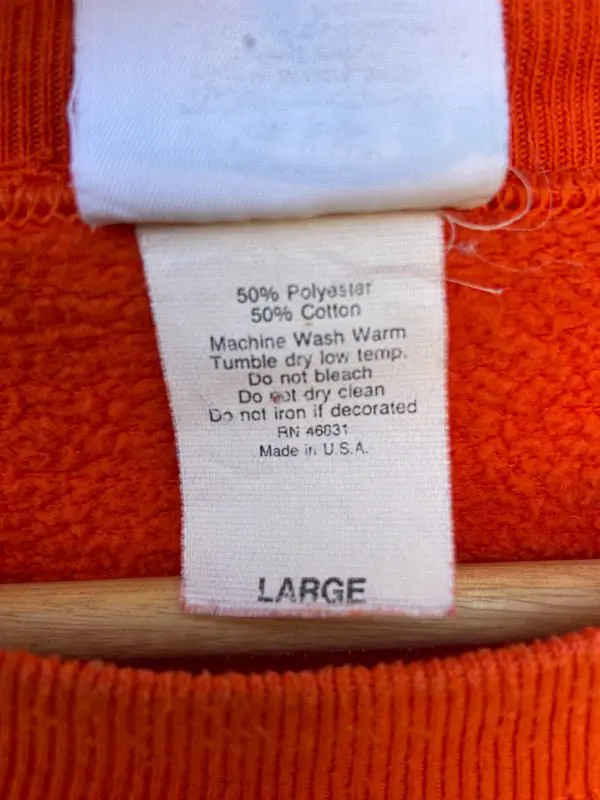 50% Polyester
50% Cotton
Machine Wash Warm
Tumble dry low temp.
Do not bleach
Do not dry clean
Do not iron if decorated
RN 46831
Made in U.S.A.
LARGE